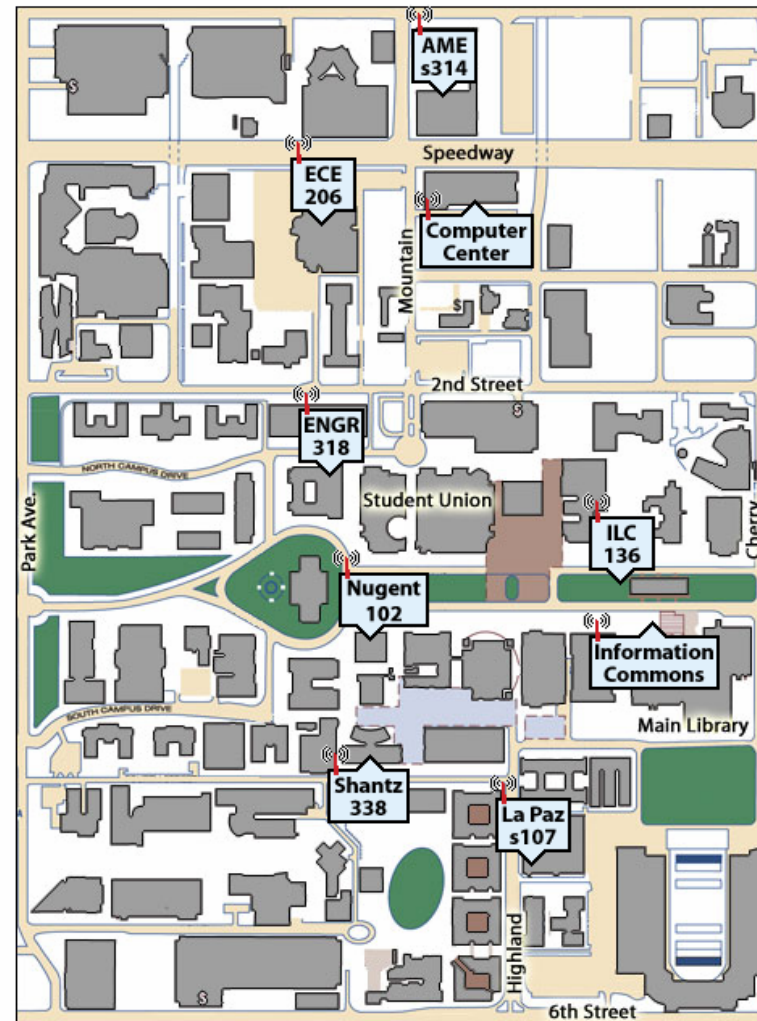 AME
s314
S
Speedway
ECE
206
Computer
Center
Mountain
S
2nd Street
S
ENGR
318
NORTH CAMPUS DRIVE
Student Union
Park Ave.
Cherry
ILC
136
Nugent
102
Information
Commons
SOUTH CAMPUS DRIVE
Main Library
Shantz
338
La Paz
s107
Highland
S
6th Street